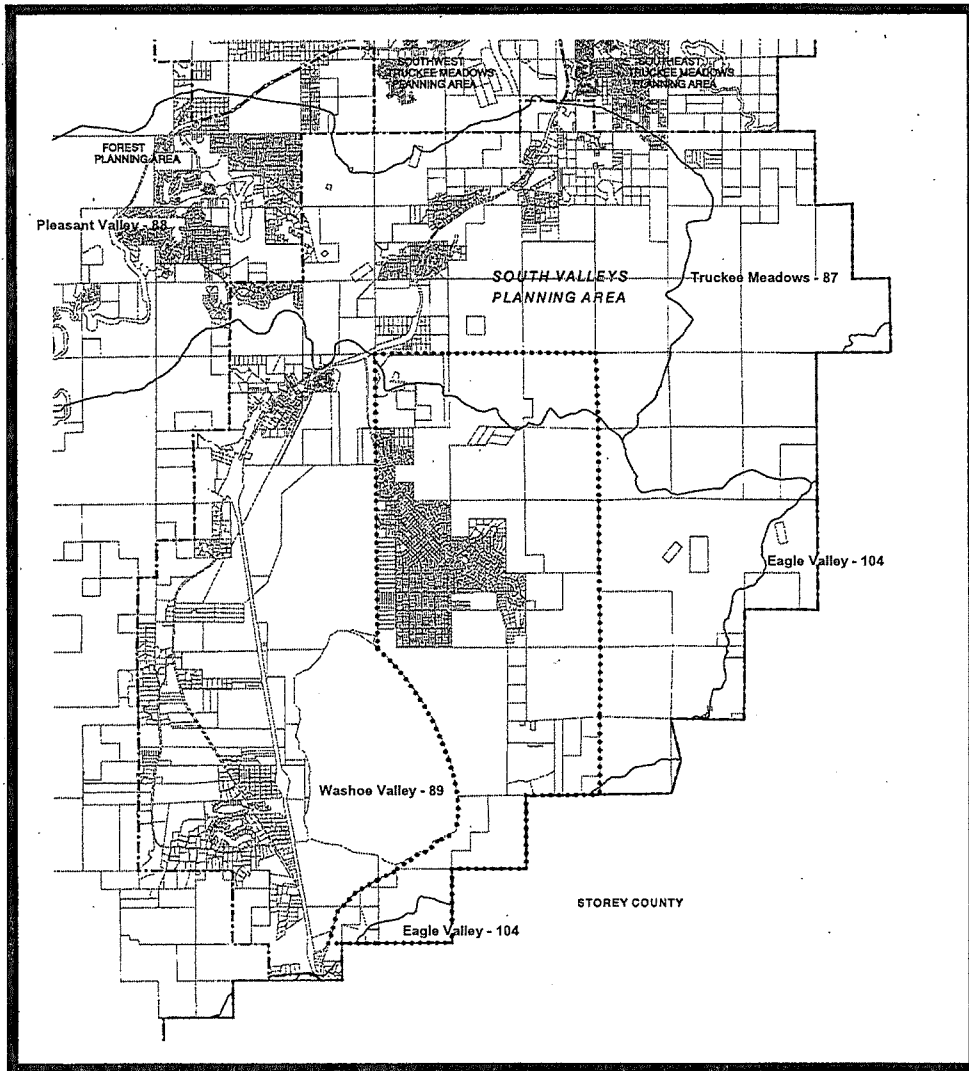 SOUTHWEST
TRUCKEE MEADOWS
PLANNING AREA
SOUTHEAST
TRUCKEE MEADOWS
PLANNING AREA
FOREST
PLANNING AREA
Pleasant Valley - 88
SOUTH VALLEYS
PLANNING AREA
Truckee Meadows - 87
Eagle Valley - 104
Washoe Valley - 89
STOREY COUNTY
Eagle Valley - 104